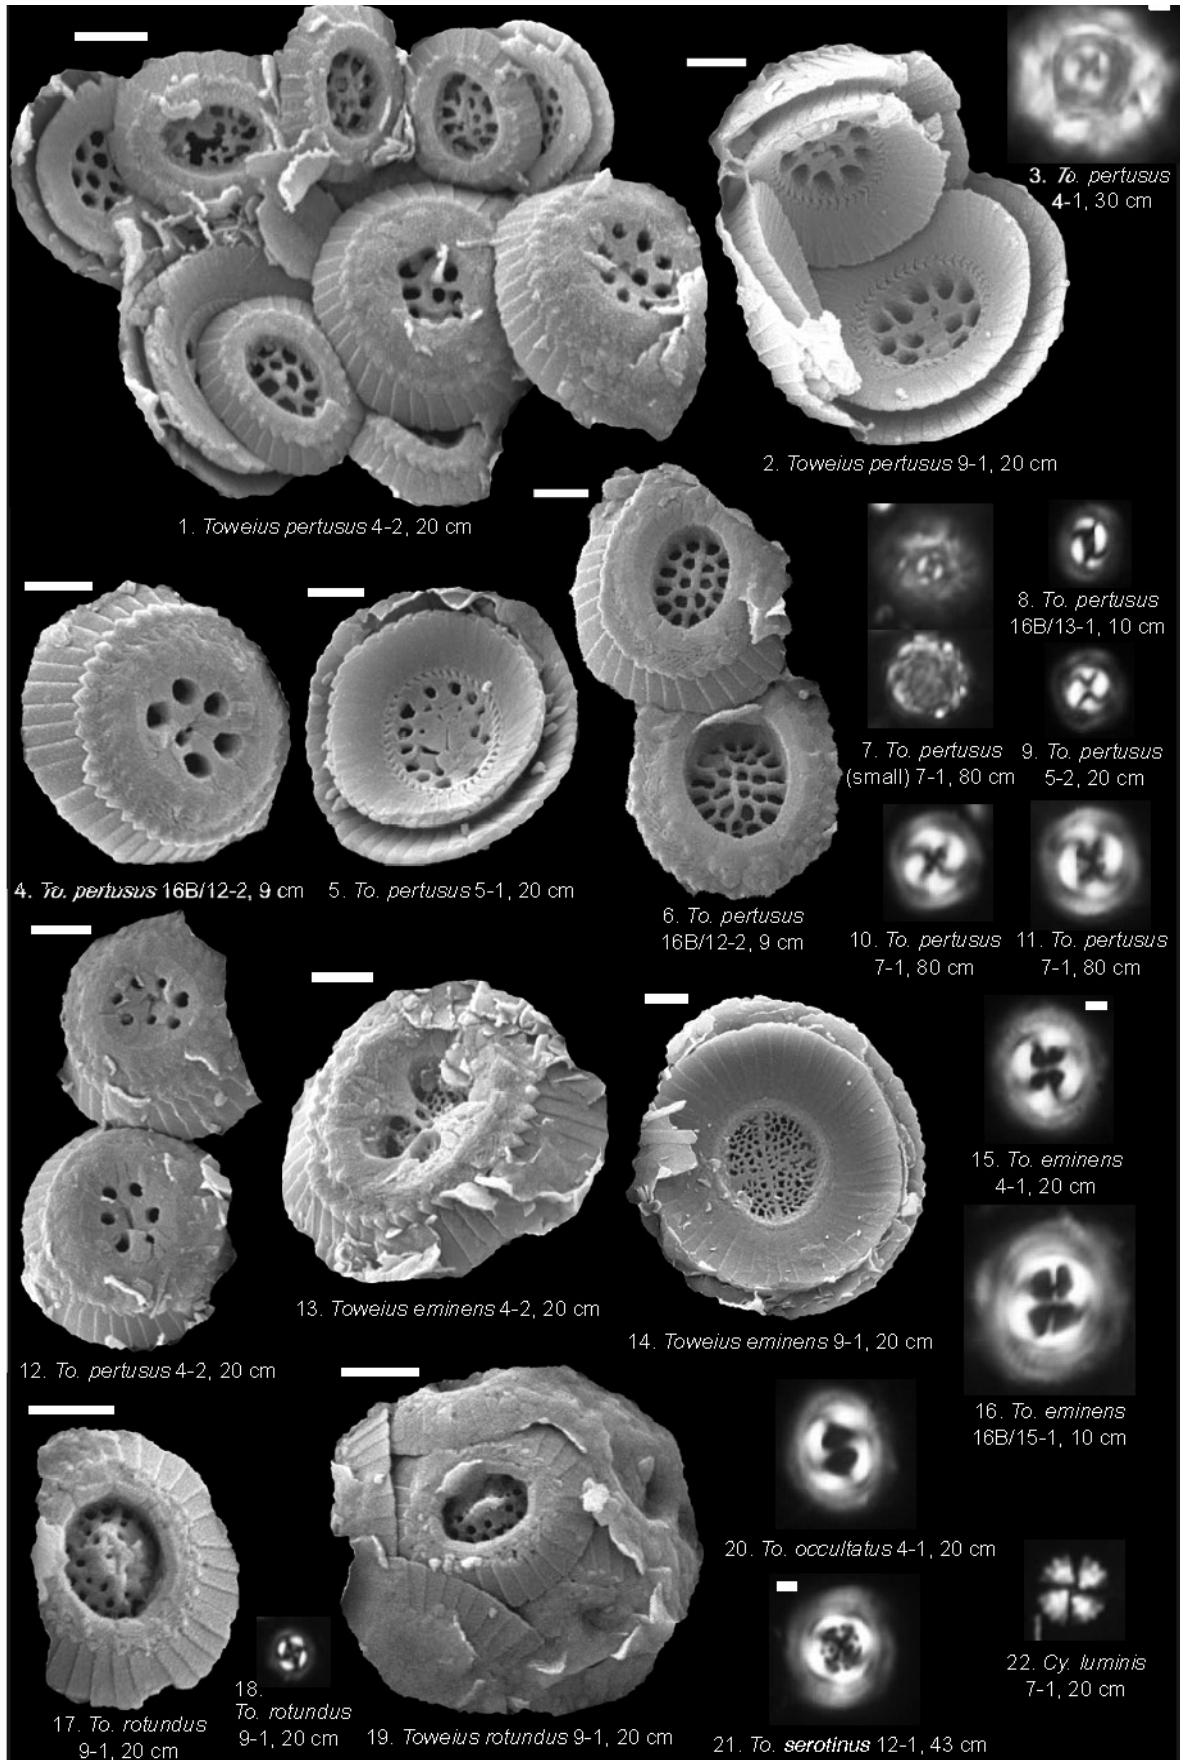 3. To. pertusus
4-1, 30 cm
2. Toweius pertusus 9-1, 20 cm
1. Toweius pertusus 4-2, 20 cm
8. To. pertusus
16B/13-1, 10 cm
7. To. pertusus
(small) 7-1, 80 cm
9. To. pertusus
5-2, 20 cm
4. To. pertusus 16B/12-2, 9 cm
5. To. pertusus 5-1, 20 cm
6. To. pertusus
16B/12-2, 9 cm
10. To. pertusus
7-1, 80 cm
11. To. pertusus
7-1, 80 cm
15. To. eminens
4-1, 20 cm
13. Toweius eminens 4-2, 20 cm
14. Toweius eminens 9-1, 20 cm
12. To. pertusus 4-2, 20 cm
16. To. eminens
16B/15-1, 10 cm
20. To. occultatus 4-1, 20 cm
22. Cy. luminis
7-1, 20 cm
17. To. rotundus
9-1, 20 cm
18.
To. rotundus
9-1, 20 cm
19. Toweius rotundus 9-1, 20 cm
21. To. serotinus 12-1, 43 cm